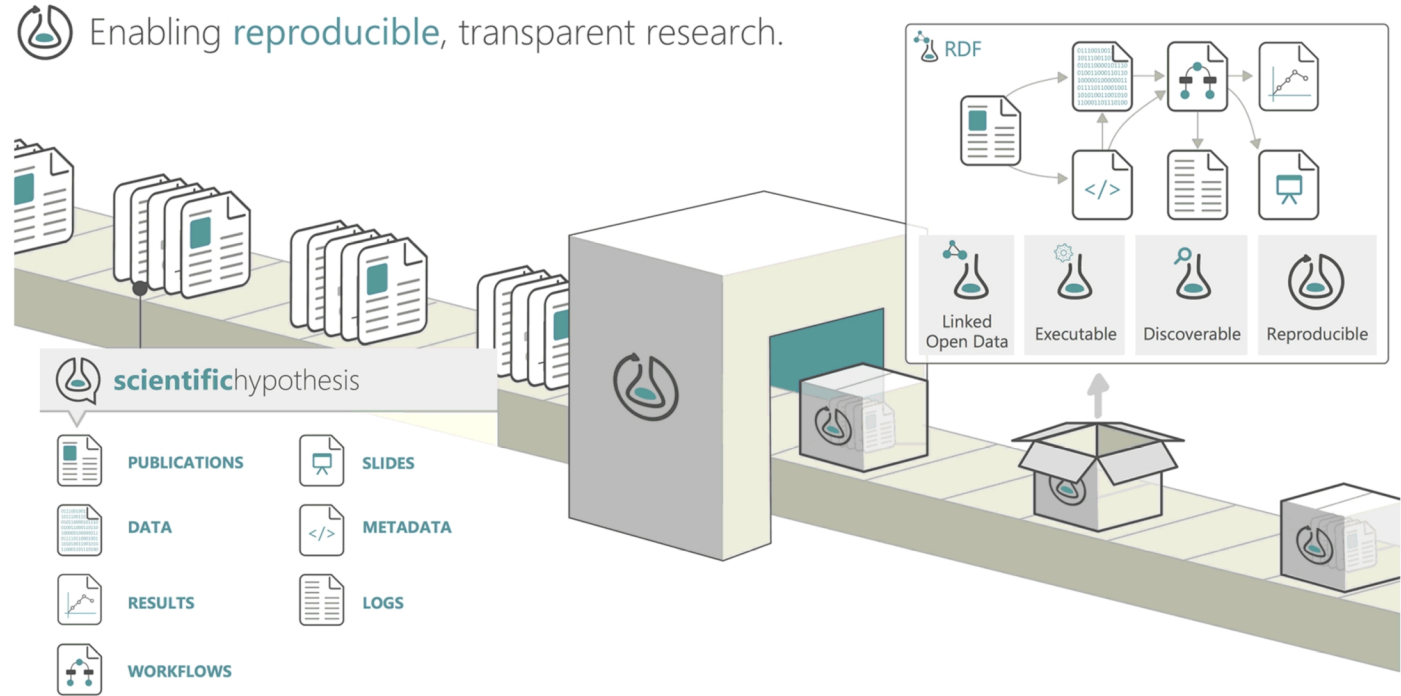 Enabling reproducible, transparent research.
RDF
</>
Linked
Open Data
Executable
Discoverable
Reproducible
scientifichypothesis
PUBLICATIONS
SLIDES
DATA
</>
METADATA
RESULTS
LOGS
WORKFLOWS